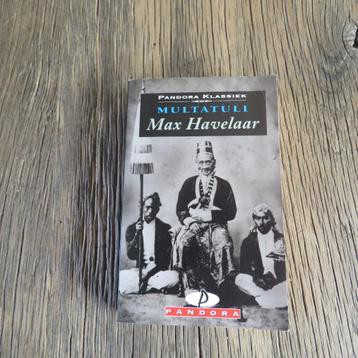 PANDORA KLASSIEK
MULTATULI
Max Havelaar
P
PANDORA